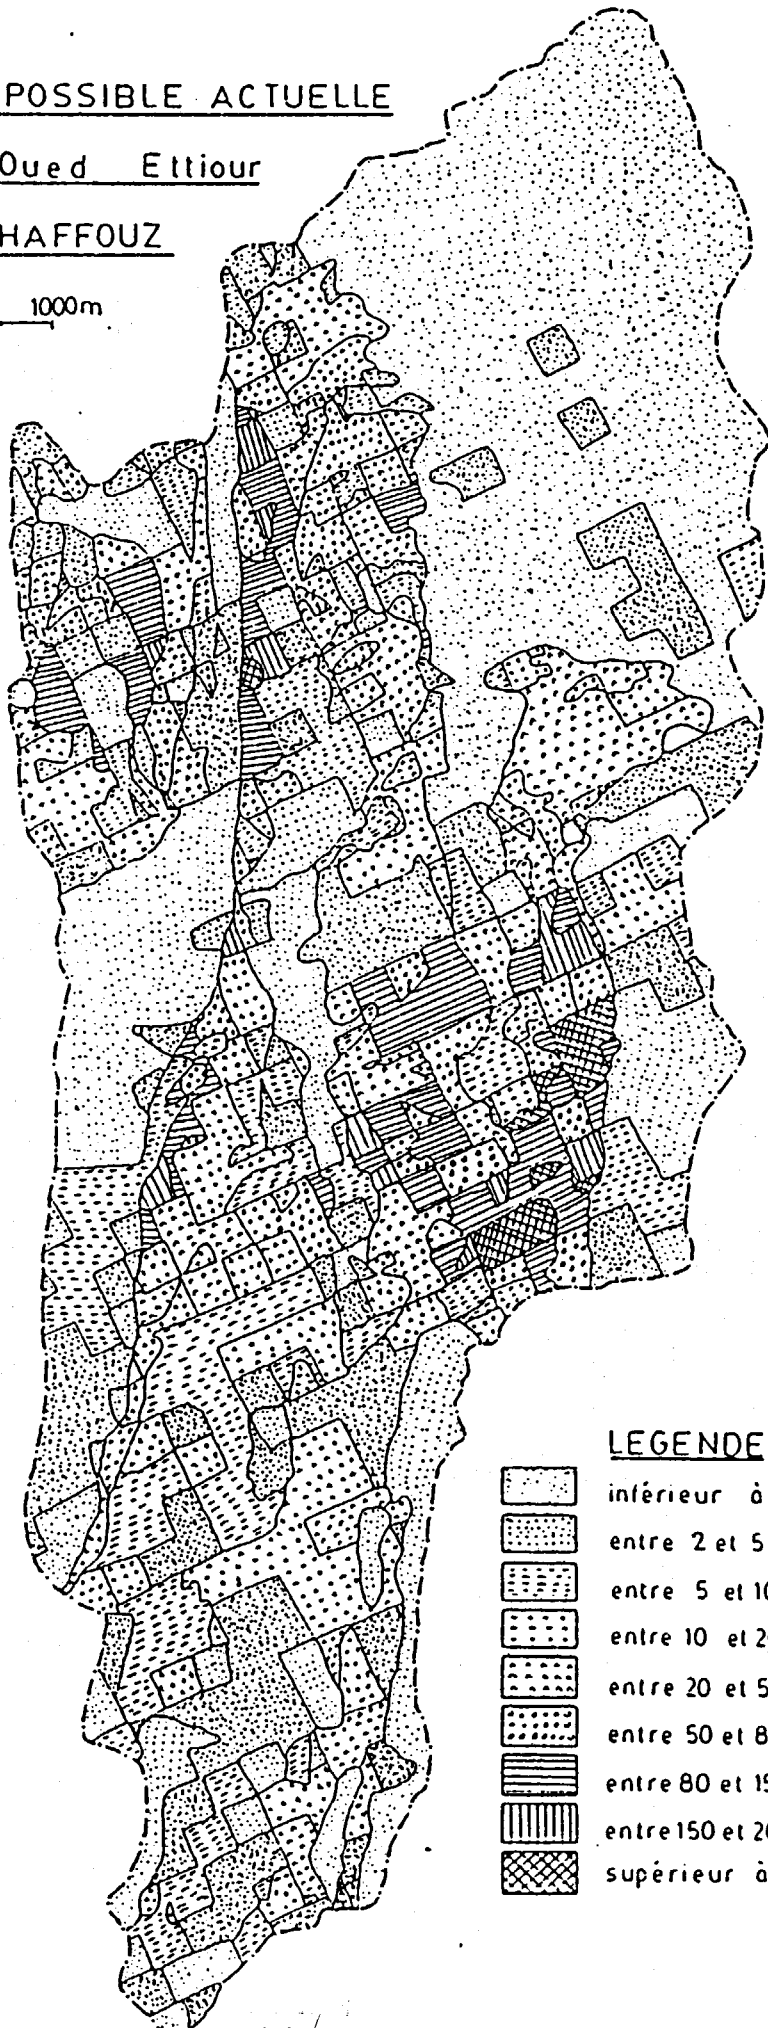 POSSIBLE ACTUELLE
Oued Ettiour
HAFFOUZ
1000m
LEGENDE
inférieur à
entre 2 et 5
entre 5 et 10
entre 10 et 2
entre 20 et 5
entre 50 et 8
entre 80 et 15
entre 150 et 20
supérieur à